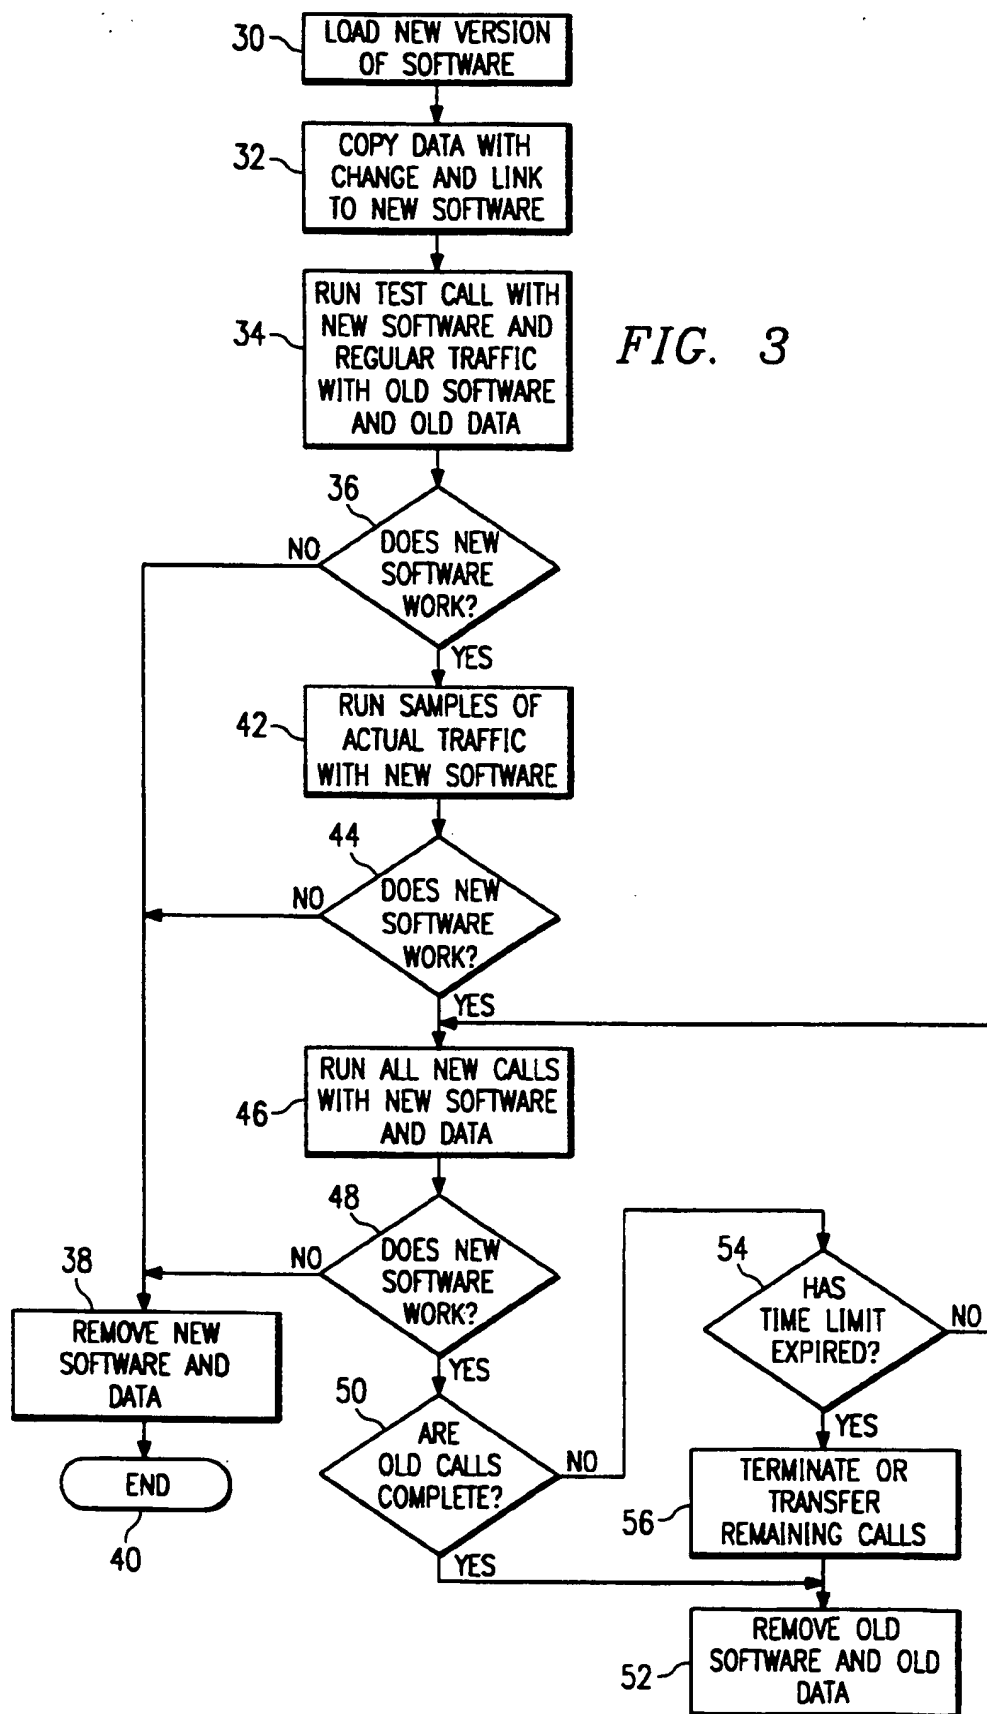 30
LOAD NEW VERSION
OF SOFTWARE
32
COPY DATA WITH
CHANGE AND LINK
TO NEW SOFTWARE
34
RUN TEST CALL WITH
NEW SOFTWARE AND
REGULAR TRAFFIC
WITH OLD SOFTWARE
AND OLD DATA
FIG. 3
36
DOES NEW
SOFTWARE
WORK?
NO
YES
42
RUN SAMPLES OF
ACTUAL TRAFFIC
WITH NEW SOFTWARE
44
DOES NEW
SOFTWARE
WORK?
NO
YES
46
RUN ALL NEW CALLS
WITH NEW SOFTWARE
AND DATA
48
DOES NEW
SOFTWARE
WORK?
NO
YES
38
REMOVE NEW
SOFTWARE AND
DATA
END
40
50
ARE
OLD CALLS
COMPLETE?
NO
YES
54
HAS
TIME LIMIT
EXPIRED?
NO
YES
56
TERMINATE OR
TRANSFER
REMAINING CALLS
52
REMOVE OLD
SOFTWARE AND OLD
DATA